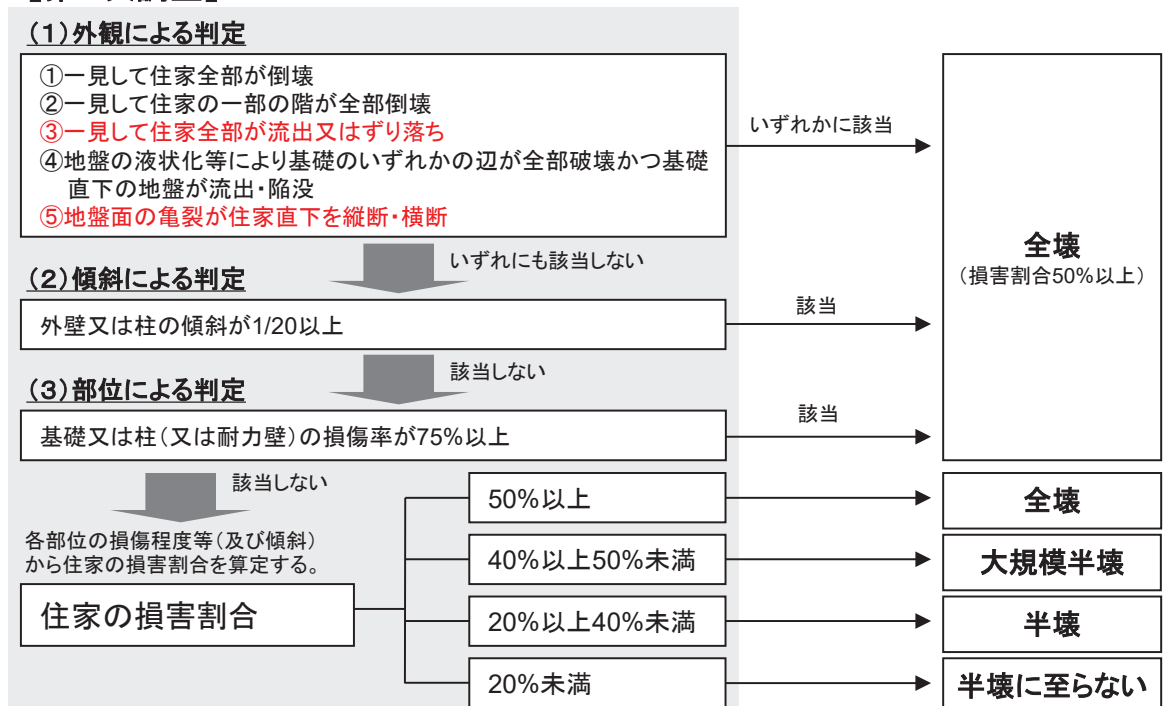 （1）外観による判定
①一見して住家全部が倒壊
②一見して住家の一部の階が全部倒壊
③一見して住家全部が流出又はずり落ち
④地盤の液状化等により基礎のいずれかの辺が全部破壊かつ基礎
直下の地盤が流出・陥没
⑤地盤面の亀裂が住家直下を縦断・横断
いずれかに該当
全壊
（損害割合50%以上）
いずれにも該当しない
（2）傾斜による判定
外壁又は柱の傾斜が1/20以上
該当
該当しない
（3）部位による判定
基礎又は柱（又は耐力壁）の損傷率が75%以上
該当
該当しない
各部位の損傷程度等（及び傾斜）
から住家の損害割合を算定する。
住家の損害割合
50%以上
全壊
40%以上50%未満
大規模半壊
20%以上40%未満
半壊
20%未満
半壊に至らない